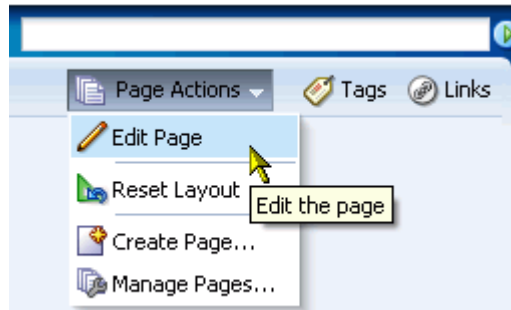 Page Actions Tags Links
Edit Page
Reset Layout
Edit the page
Create Page...
Manage Pages...